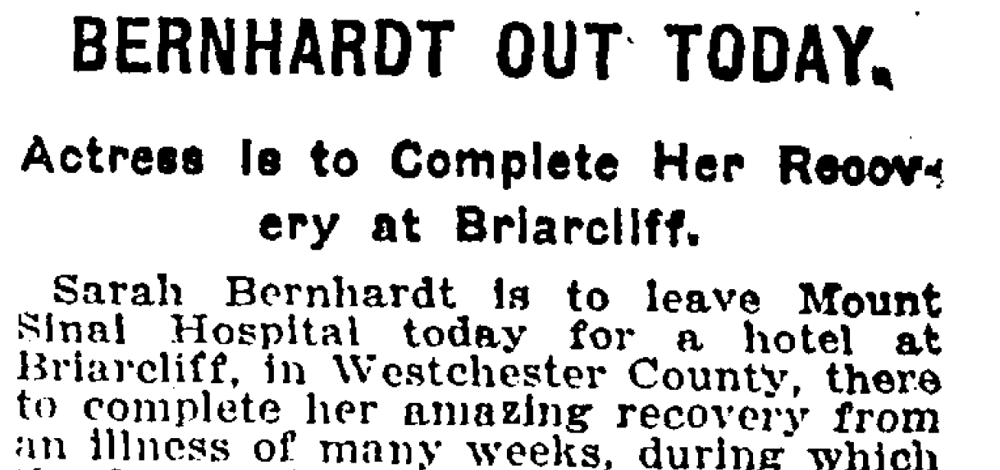 BERNHARDT OUT TODAY.
Actress Is to Complete Her Recov-
ery at Briarcliff.
Sarah Bernhardt is to leave Mount
Sinai Hospital today for a hotel at
Briarcliff, in Westchester County, there
to complete her amazing recovery from
an illness of many weeks, during which